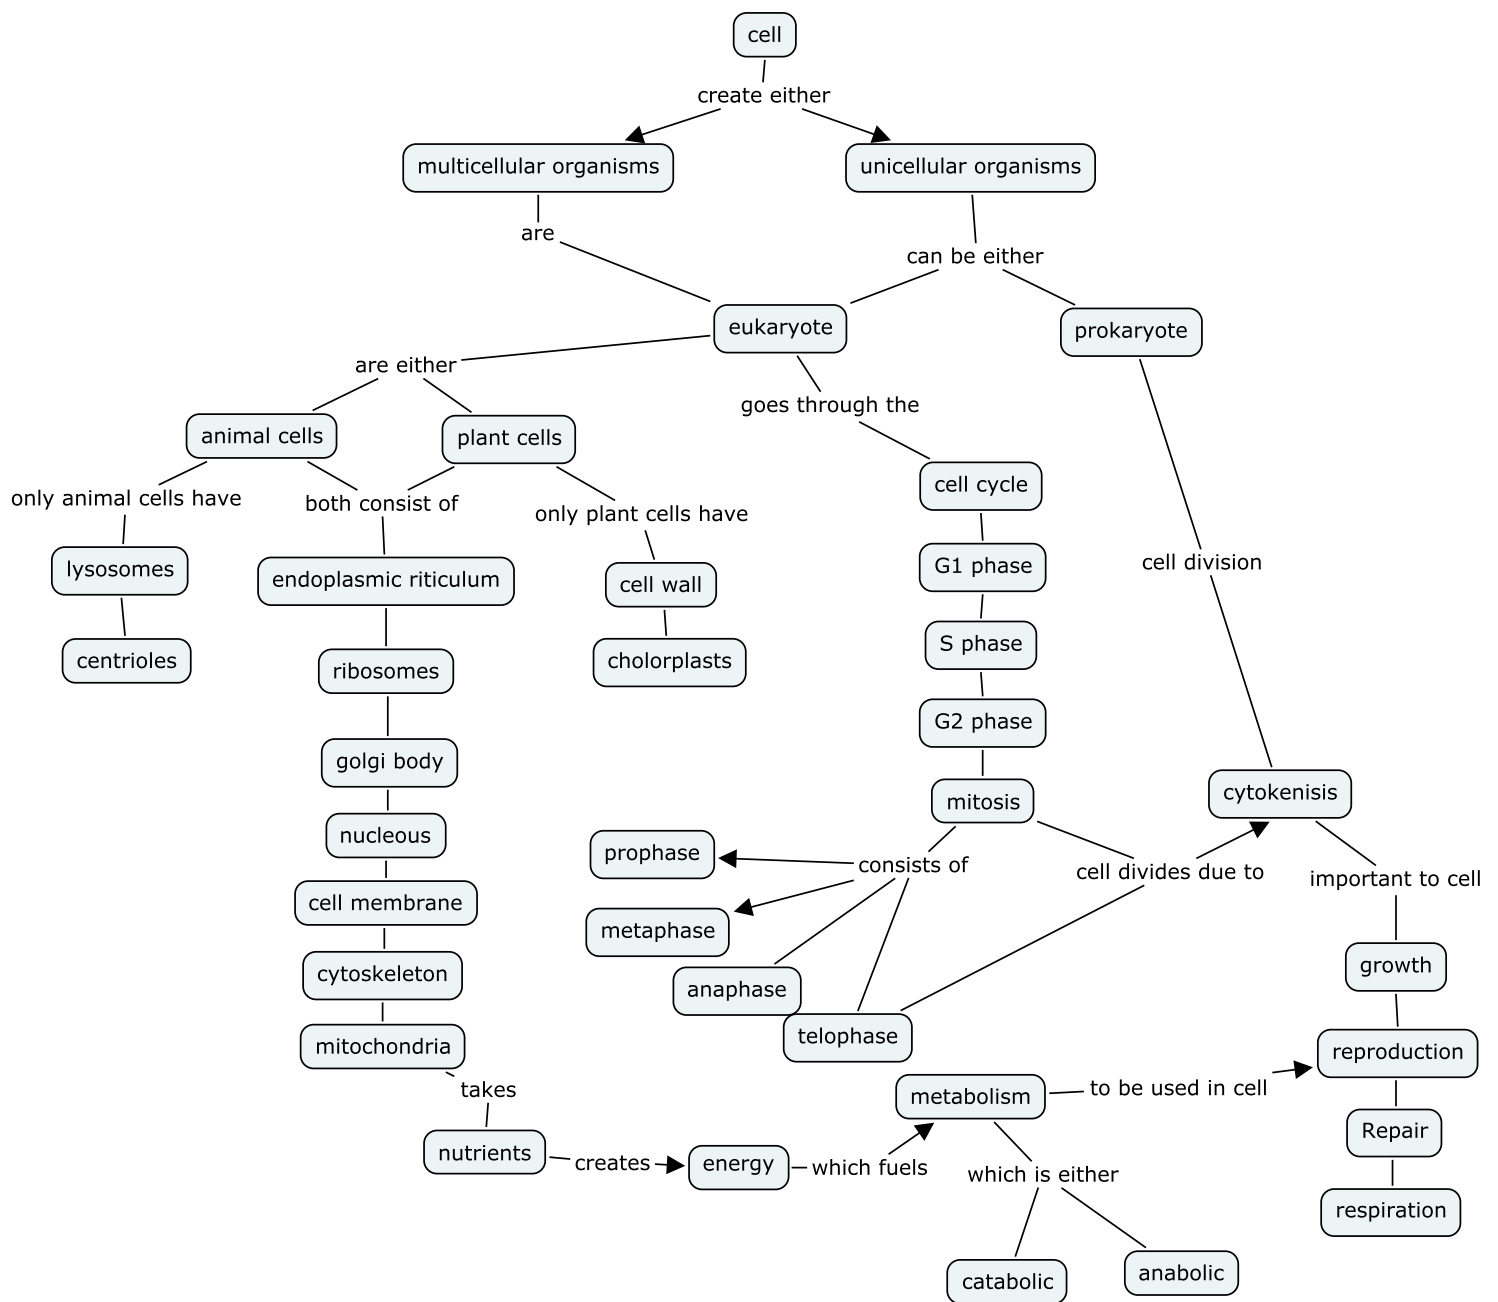 cell
create either
multicellular organisms
unicellular organisms
are
can be either
eukaryote
prokaryote
are either
goes through the
animal cells
plant cells
only animal cells have
both consist of
only plant cells have
cell cycle
lysosomes
endoplasmic riticulum
cell wall
G1 phase
cell division
centrioles
ribosomes
cholorplasts
S phase
G2 phase
golgi body
mitosis
cytokenisis
nucleous
prophase
consists of
cell divides due to
important to cell
cell membrane
metaphase
growth
cytoskeleton
anaphase
telophase
mitochondria
reproduction
takes
metabolism
to be used in cell
Repair
nutrients
creates
energy
which fuels
which is either
respiration
catabolic
anabolic